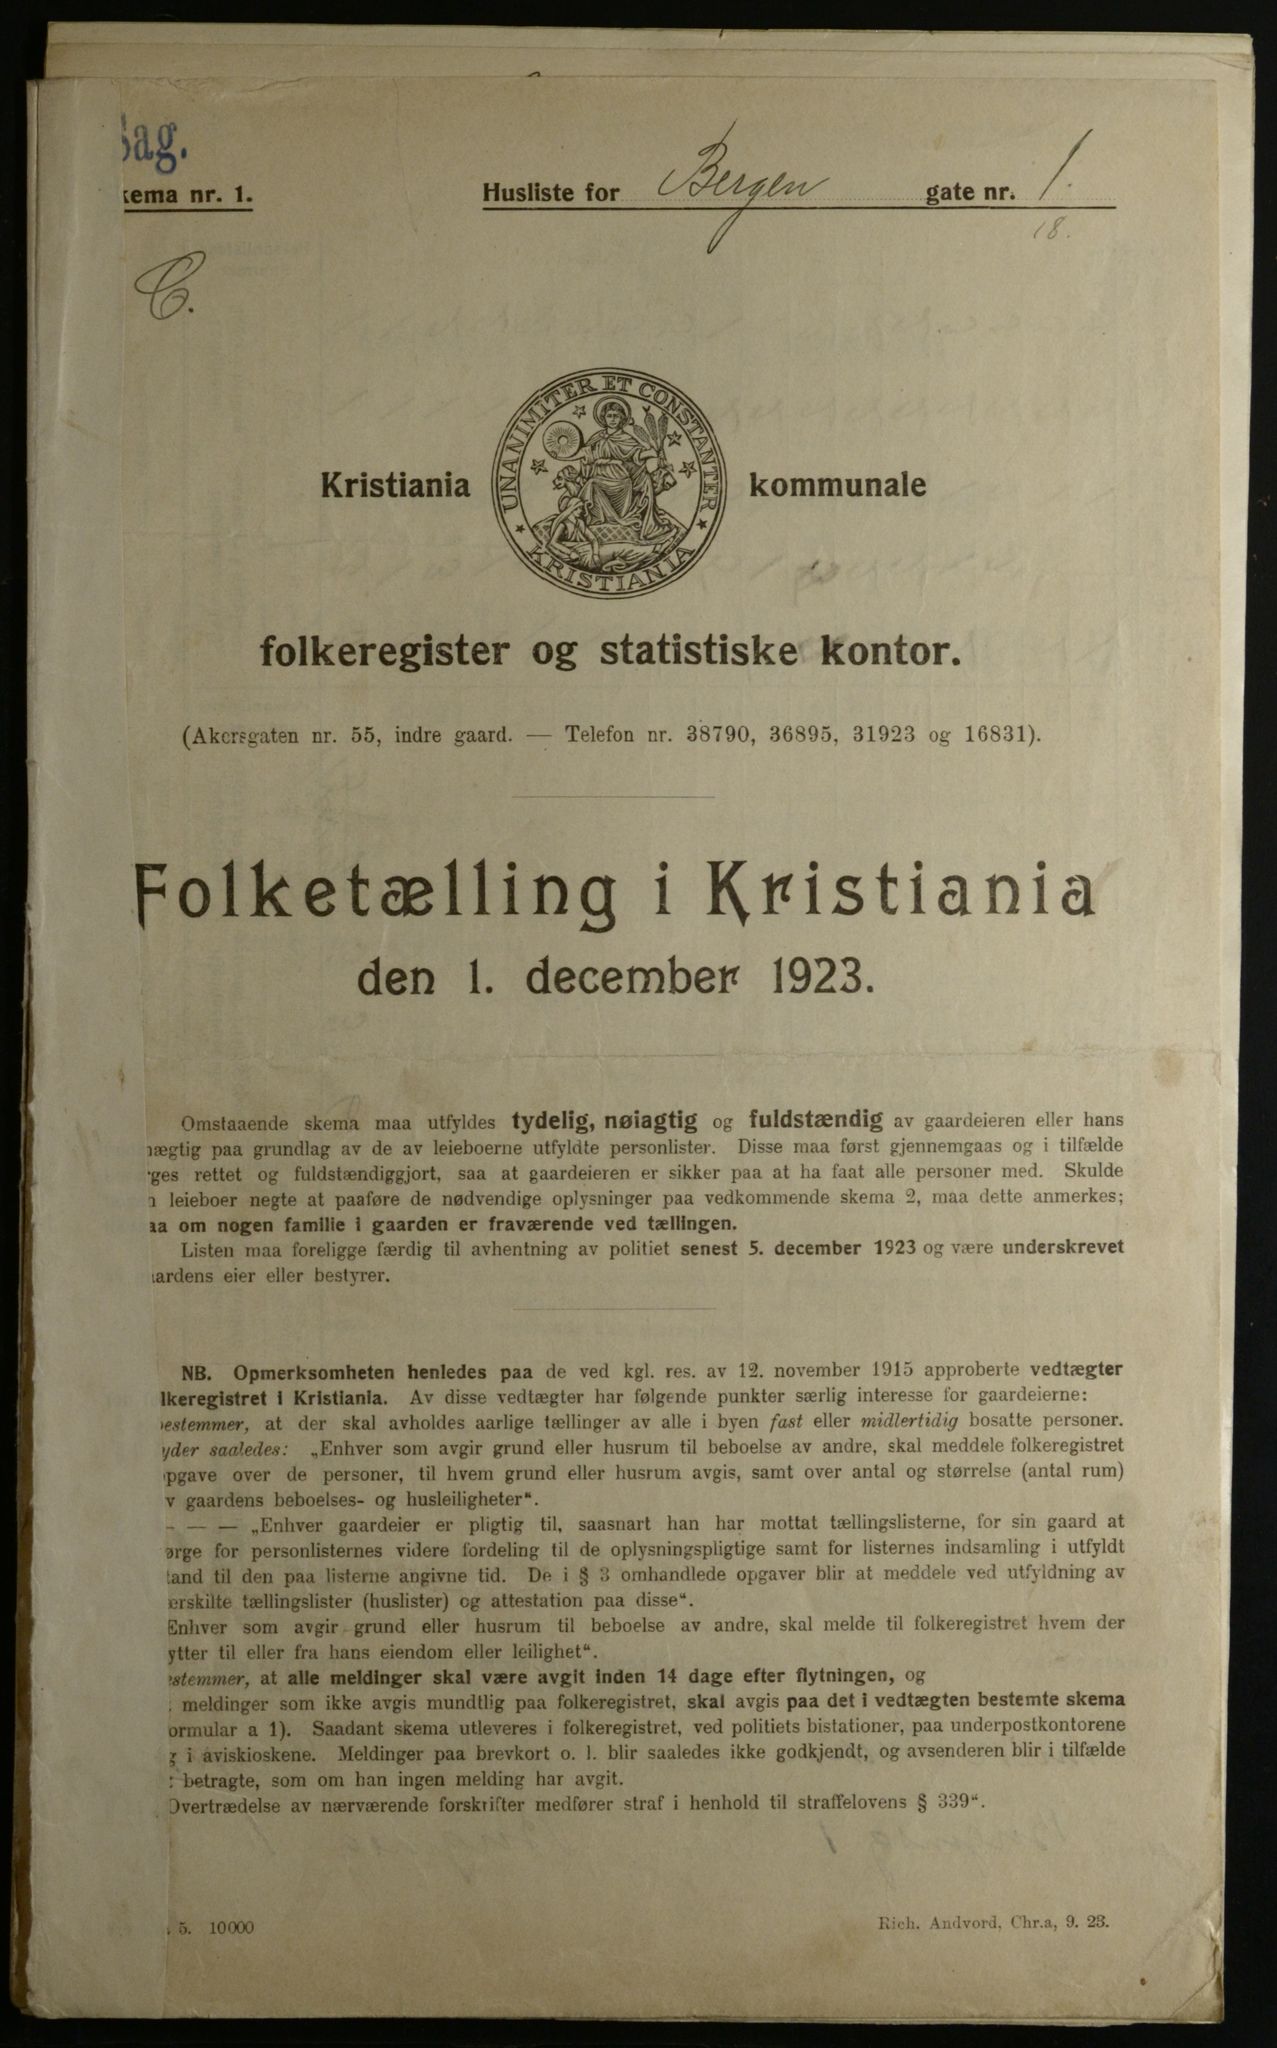 ag.
kema nr. 1.
Husliste for Bergen gate nr. 1.
18.
C.
UNANIMITER ET CONSTANTER
KRISTIANIA
Kristiania kommunale
folkeregister og statistiske kontor.
(Akersgaten nr. 55, indre gaard. — Telefon nr. 38790, 36895, 31923 og 16831).
Folketælling i Kristiania
den 1. december 1923.
Omstaaende skema maa utfyldes tydelig, nøiagtig og fuldstændig av gaardeieren eller hans
ægtig paa grundlag av de av leieboerne utfyldte personlister. Disse maa først gjennemgaas og i tilfælde
ges rettet og fuldstændiggjort, saa at gaardeieren er sikker paa at ha faat alle personer med. Skulde
leieboer negte at paaføre de nødvendige oplysninger paa vedkommende skema 2, maa dette anmerkes;
aa om nogen familie i gaarden er fraværende ved tællingen.
Listen maa foreligge færdig til avhentning av politiet senest 5. december 1923 og være underskrevet
ardens eier eller bestyrer.
NB. Opmerksomheten henledes paa de ved kgl. res. av 12. november 1915 approberte vedtægter
lkeregistret i Kristiania. Av disse vedtægter har følgende punkter særlig interesse for gaardeierne:
bestemmer, at der skal avholdes aarlige tællinger av alle i byen fast eller midlertidig bosatte personer.
yder saaledes: „Enhver som avgir grund eller husrum til beboelse av andre, skal meddele folkeregistret
pgave over de personer, til hvem grund eller husrum avgis, samt over antal og størrelse (antal rum)
v gaardens beboelses- og husleiligheter“.
- — — „Enhver gaardeier er pligtig til, saasnart han har mottat tællingslisterne, for sin gaard at
ørge for personlisternes videre fordeling til de oplysningspligtige samt for listernes indsamling i utfyldt
tand til den paa listerne angivne tid. De i § 3 omhandlede opgaver blir at meddele ved utfyldning av
erskilte tællingslister (huslister) og attestation paa disse“.
Enhver som avgir grund eller husrum til beboelse av andre, skal melde til folkeregistret hvem der
ytter til eller fra hans eiendom eller leilighet“.
estemmer, at alle meldinger skal være avgit inden 14 dage efter flytningen, og
meldinger som ikke avgis mundtlig paa folkeregistret, skal avgis paa det i vedtægten bestemte skema
ormular a 1). Saadant skema utleveres i folkeregistret, ved politiets bistationer, paa underpostkontorene
g i aviskioskene. Meldinger paa brevkort o. l. blir saaledes ikke godkjendt, og avsenderen blir i tilfælde
t betragte, som om han ingen melding har avgit.
Overtrædelse av nærværende forskrifter medfører straf i henhold til straffelovens § 339“.
. 5. 10000
Rich. Andvord, Chr.a, 9. 23.